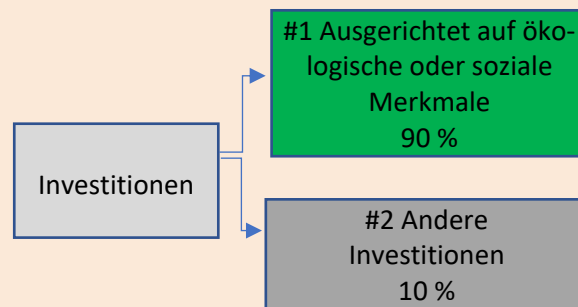 Investitionen
#1 Ausgerichtet auf öko-
logische oder soziale
Merkmale
90 %
#2 Andere
Investitionen
10 %